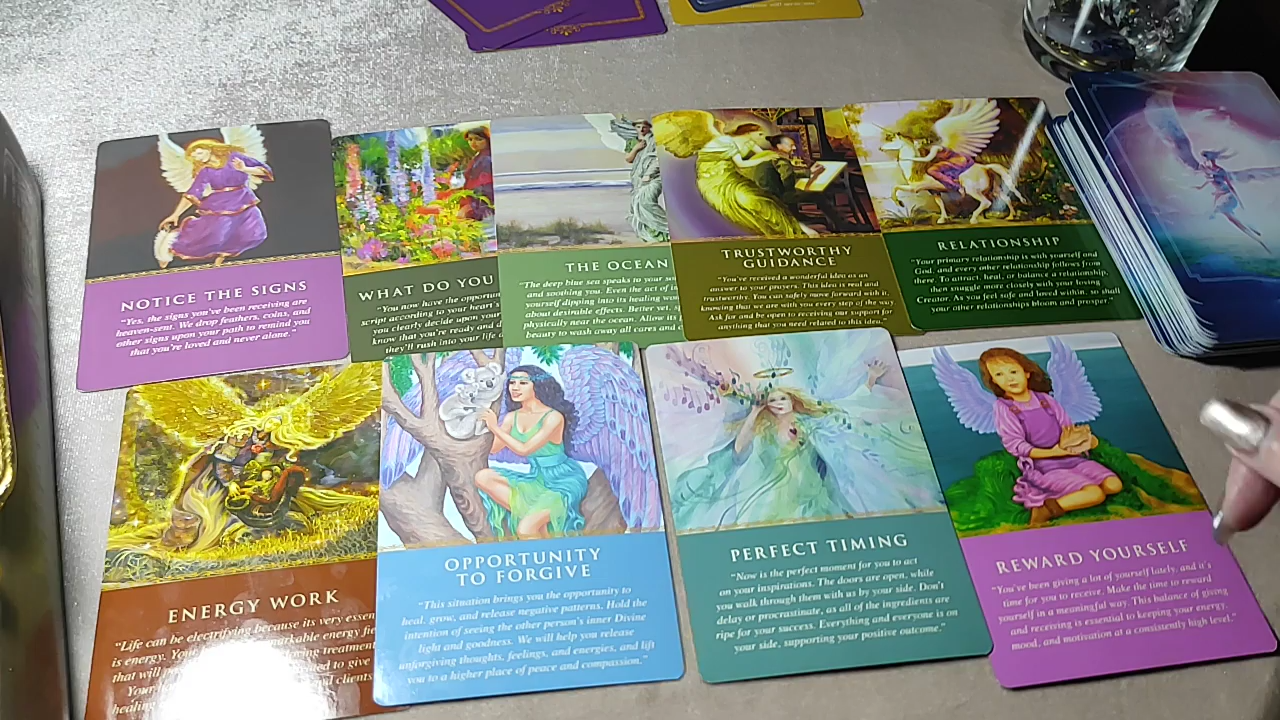 NOTICE THE SIGNS
"Yes, the signs you've been receiving are
heaven-sent. We drop feathers, coins, and
other signs upon your path to remind you
that you're loved and never alone."
WHAT DO YOU
"You now have the opportun
script according to your heart's
you clearly decide upon your
know that you're ready and d
they'll rush into your life
THE OCEAN
"The deep blue sea speaks to your so
and soothing you. Even the act of
yourself dipping into its healing wa
about desirable effects. Better yet, s
physically near the ocean. Allow its
beauty to wash away all cares and c
TRUSTWORTHY
GUIDANCE
"You've received a wonderful idea as an
answer to your prayers. This idea is real and
trustworthy. You can safely move forward with it,
knowing that we are with you every step of the way
Ask for and be open to receiving our support for
anything that you need related to this idea."
RELATIONSHIP
"Your primary relationship is with yourself and
God, and every other relationship follows from
there. To attract, heal, or balance a relationship,
then snuggle more closely with your loving
Creator. As you feel safe and loved within, so shall
your other relationships bloom and prosper."
ENERGY WORK
"Life can be electrifying because its very essen
is energy. Your remarkable energy fie
loving treatment
that will
Your and clients
healing
OPPORTUNITY
TO FORGIVE
"This situation brings you the opportunity to
heal, grow, and release negative patterns. Hold the
intention of seeing the other person's inner Divine
light and goodness. We will help you release
unforgiving thoughts, feelings, and energies, and lift
you to a higher place of peace and compassion."
PERFECT TIMING
"Now is the perfect moment for you to act
on your inspirations. The doors are open, while
you walk through them with us by your side. Don't
delay or procrastinate, as all of the ingredients are
ripe for your success. Everything and everyone is on
your side, supporting your positive outcome."
REWARD YOURSELF
"You've been giving a lot of yourself lately, and it's
time for you to receive. Make the time to reward
yourself in a meaningful way. This balance of giving
and receiving is essential to keeping your energy,
mood, and motivation at a consistently high level."